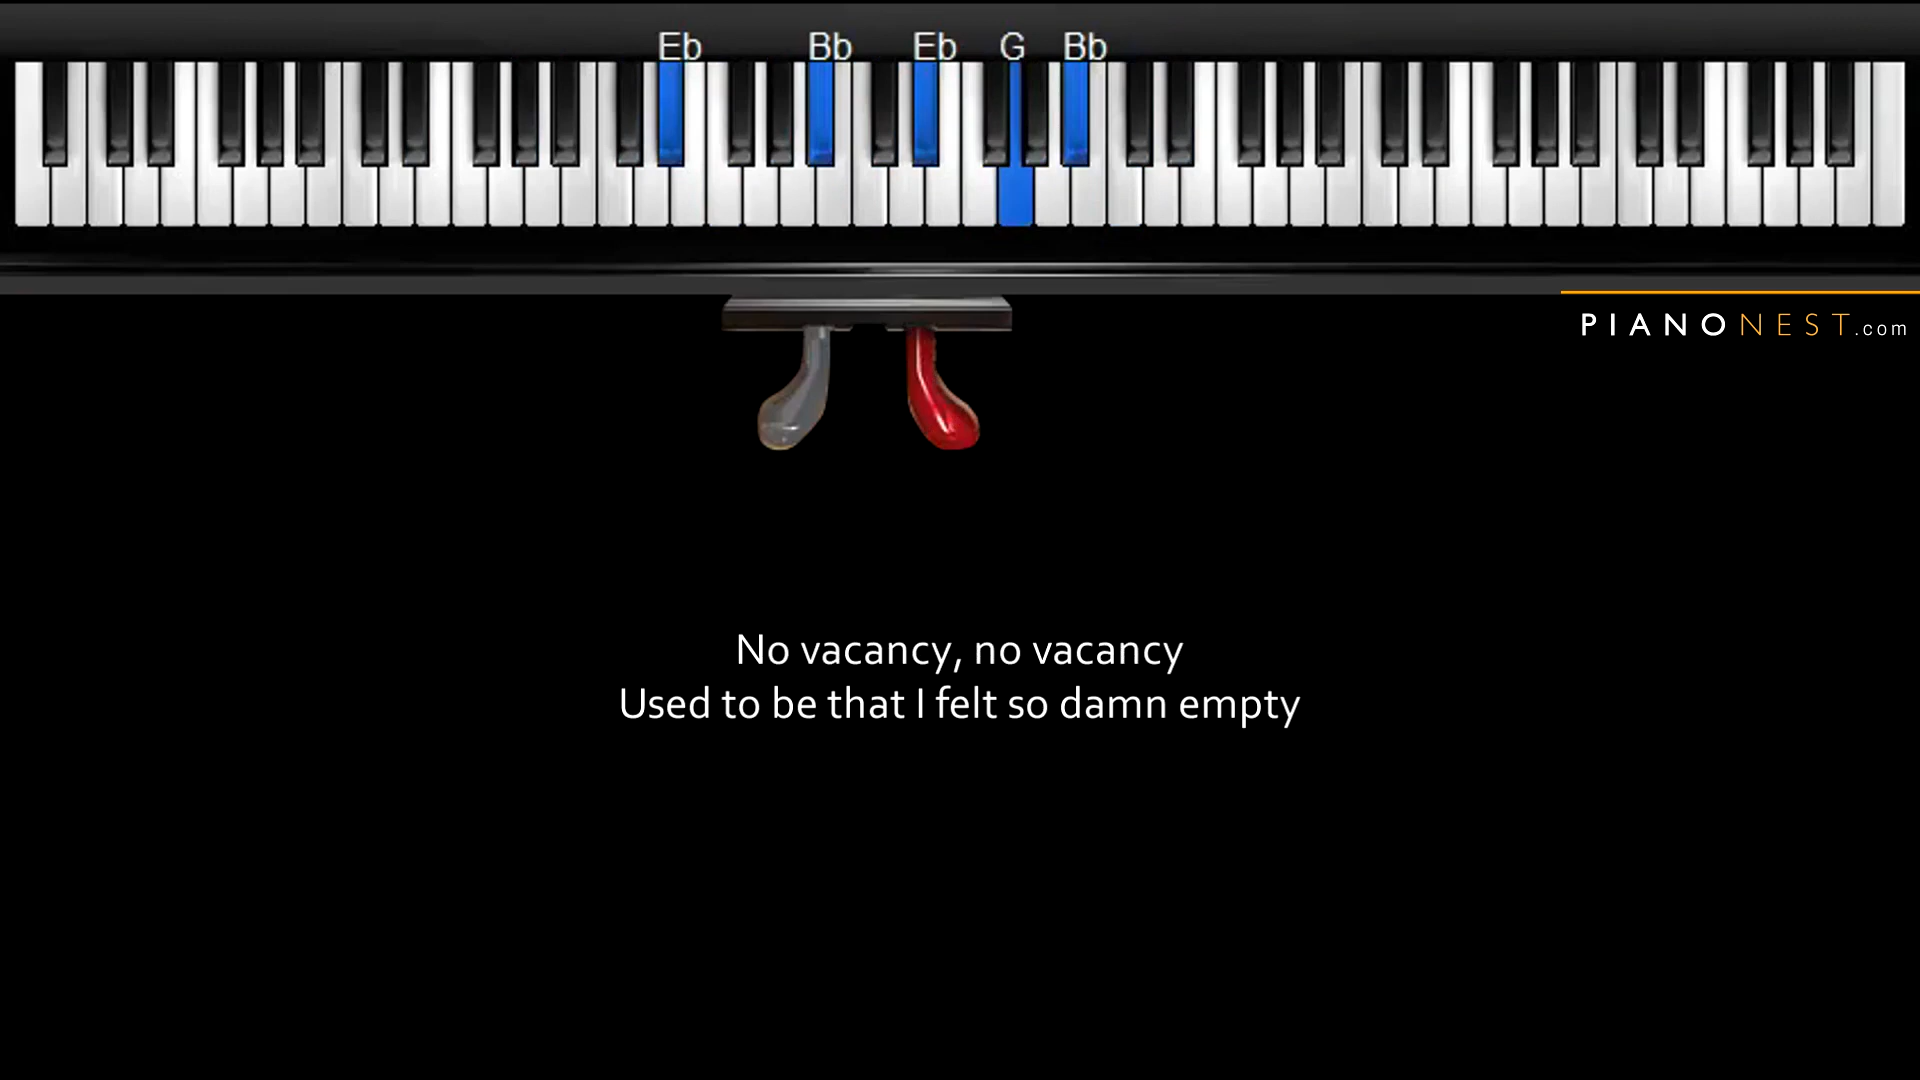 Eb Bb Eb G Bb
PIANONEST.com
No vacancy, no vacancy
Used to be that I felt so damn empty